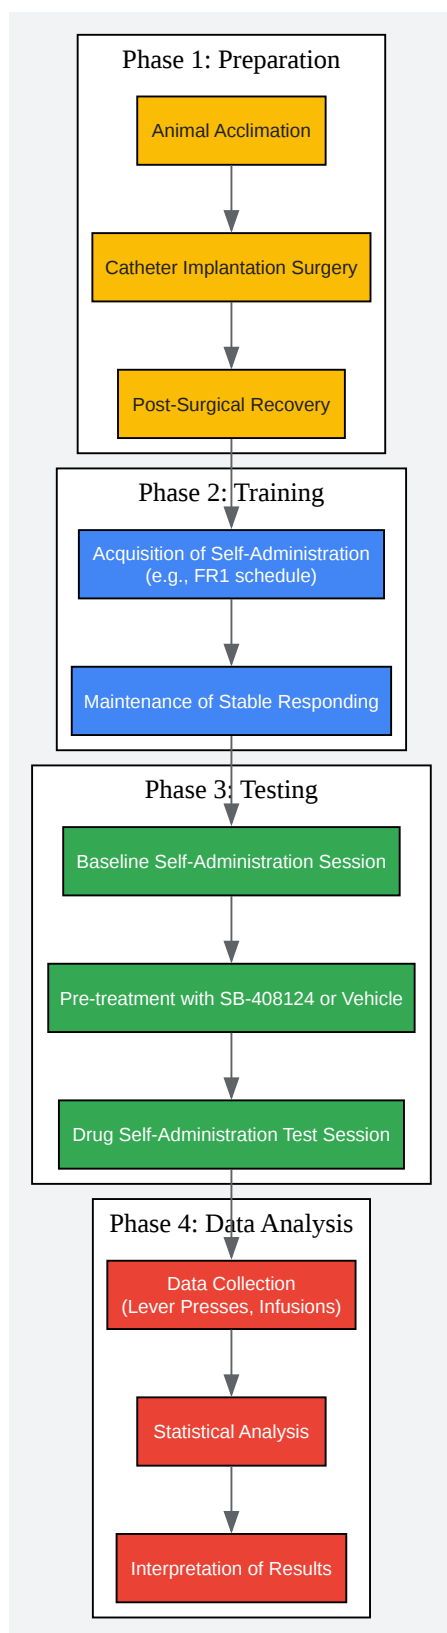 Phase 1: Preparation
Animal Acclimation
Catheter Implantation Surgery
Post-Surgical Recovery
Phase 2: Training
Acquisition of Self-Administration
(e.g., FR1 schedule)
Maintenance of Stable Responding
Phase 3: Testing
Baseline Self-Administration Session
Pre-treatment with SB-408124 or Vehicle
Drug Self-Administration Test Session
Phase 4: Data Analysis
Data Collection
(Lever Presses, Infusions)
Statistical Analysis
Interpretation of Results